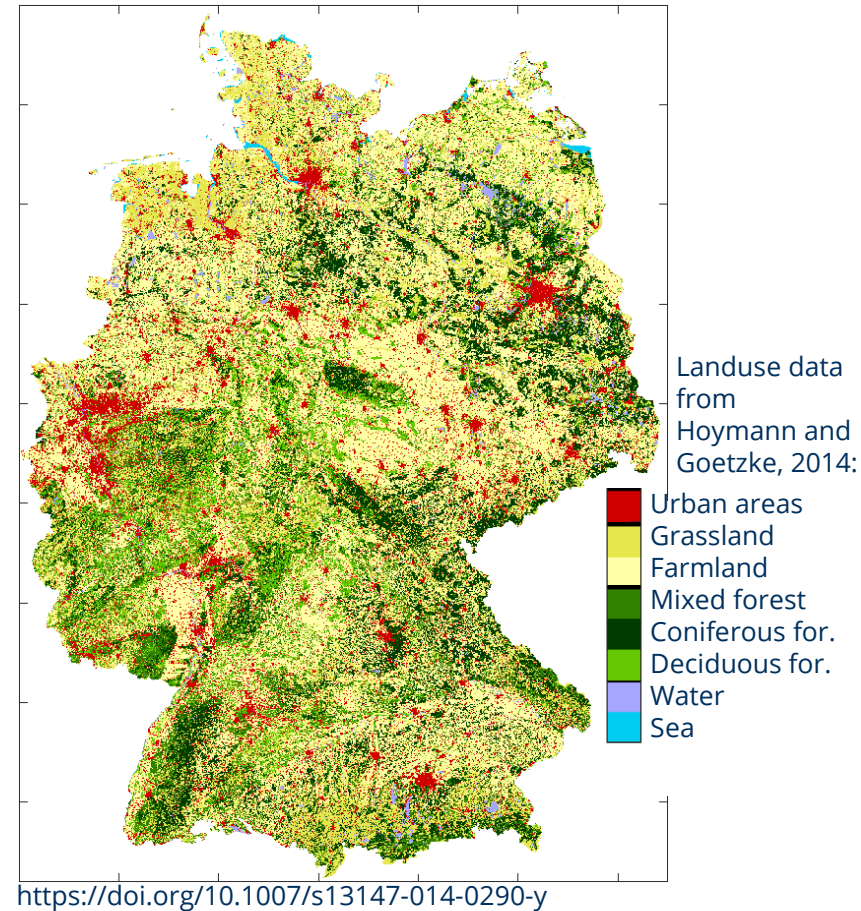 Landuse data
from
Hoymann and
Goetzke, 2014:
Urban areas
Grassland
Farmland
Mixed forest
Coniferous for.
Deciduous for.
Water
Sea
https://doi.org/10.1007/s13147-014-0290-y